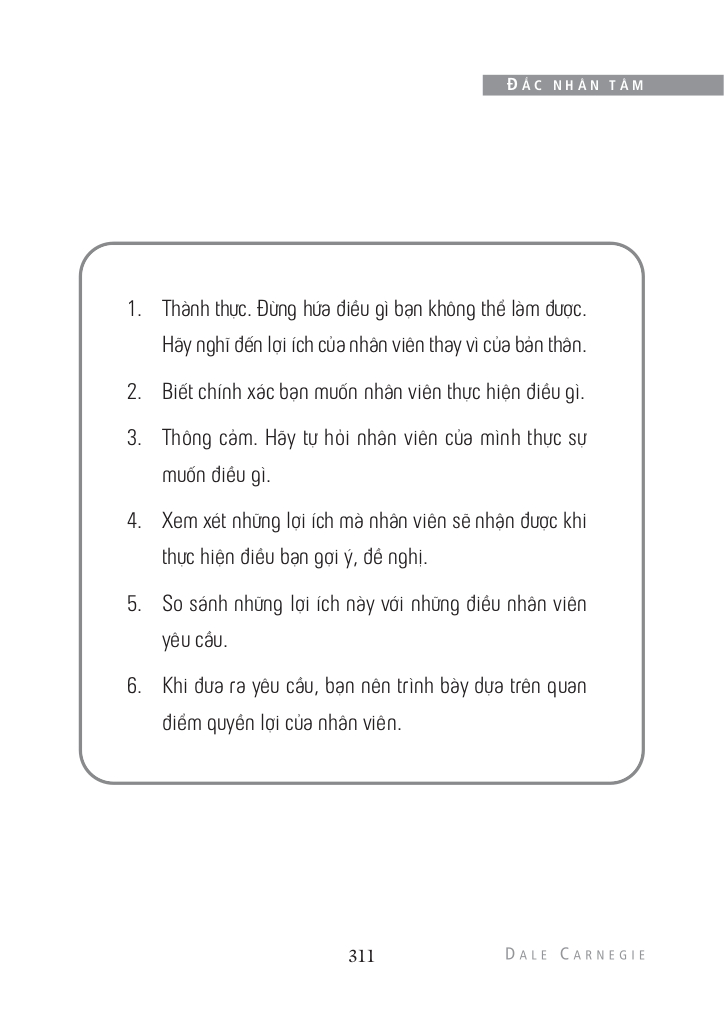 ĐẮC NHÂN TÂM
1. Thành thực. Đừng hứa điều gì bạn không thể làm được.
Hãy nghĩ đến lợi ích của nhân viên thay vì của bản thân.
2. Biết chính xác bạn muốn nhân viên thực hiện điều gì.
3. Thông cảm. Hãy tự hỏi nhân viên của mình thực sự
muốn điều gì.
4. Xem xét những lợi ích mà nhân viên sẽ nhận được khi
thực hiện điều bạn gợi ý, đề nghị.
5. So sánh những lợi ích này với những điều nhân viên
yêu cầu.
6. Khi đưa ra yêu cầu, bạn nên trình bày dựa trên quan
điểm quyền lợi của nhân viên.
311
DALE CARNEGIE